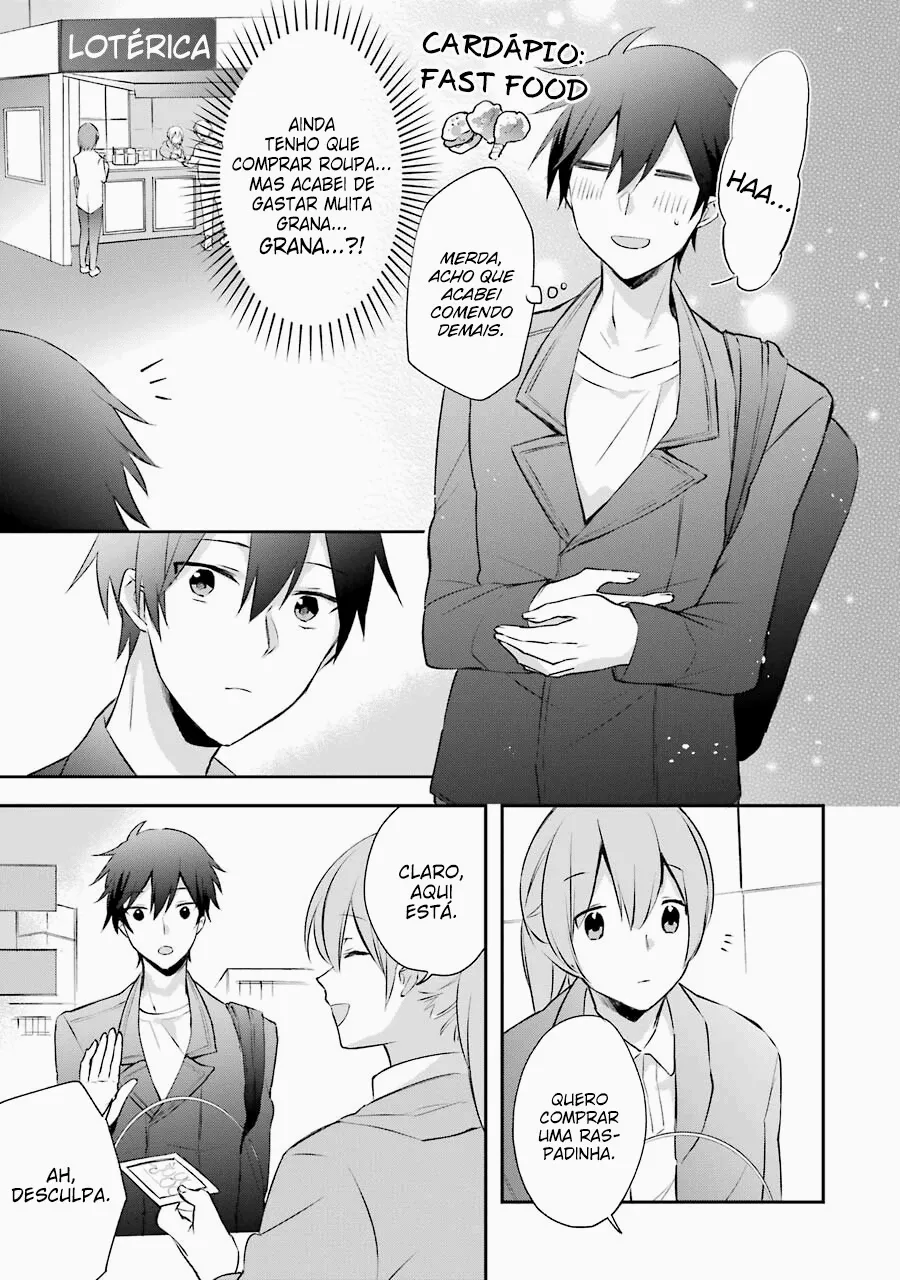 HAA...
CARDÁPIO:
FAST FOOD
MERDA,
ACHO QUE
ACABEI
COMENDO
DEMAIS.
LOTÉRICA
AINDA
TENHO QUE
COMPRAR ROUPA...
MAS ACABEI DE
GASTAR MUITA
GRANA...
GRANA...?!
QUERO
COMPRAR
UMA RAS-
PADINHA.
CLARO,
AQUI
ESTÁ.
AH,
DESCULPA.